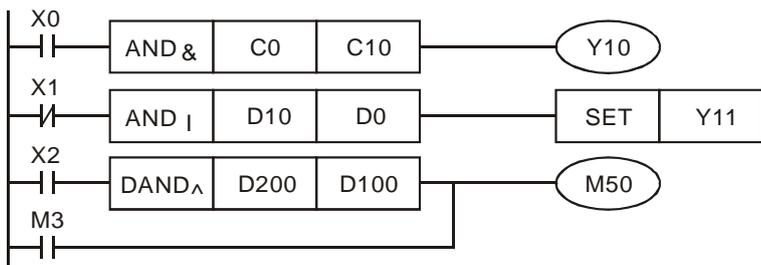 X0
AND & C0 C10 Y10
X1
AND | D10 D0 SET Y11
X2
DAND^ D200 D100 M50
M3